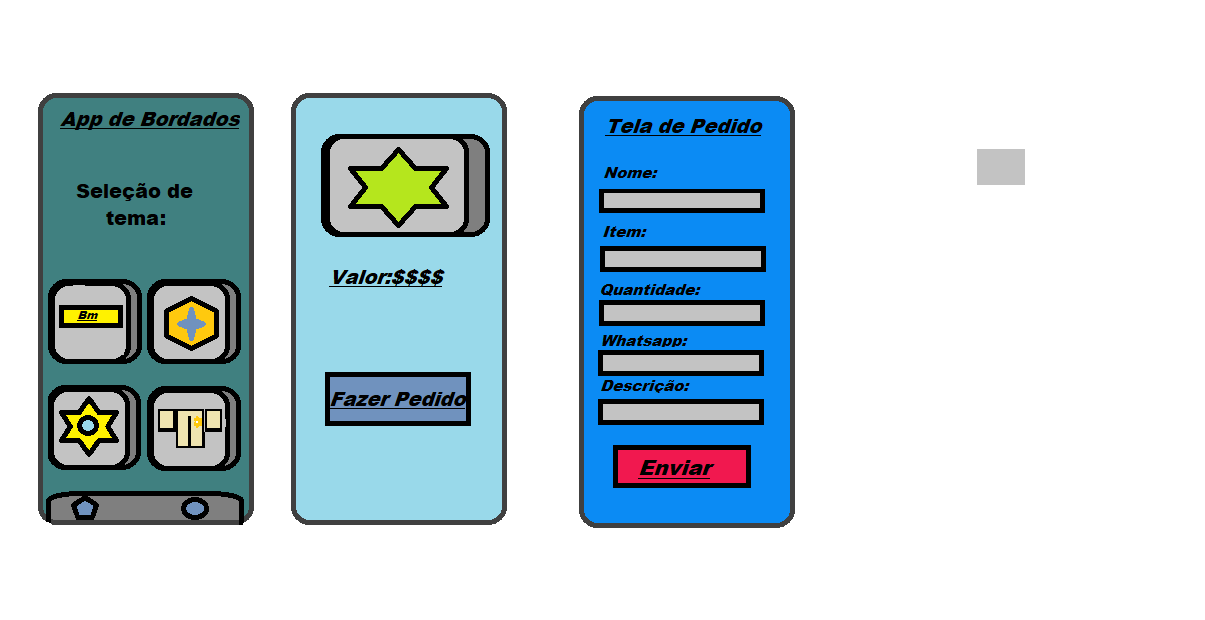 App de Bordados
Seleção de
tema:
Bm
Valor:$$$$
Fazer Pedido
Tela de Pedido
Nome:
Item:
Quantidade:
Whatsapp:
Descrição:
Enviar